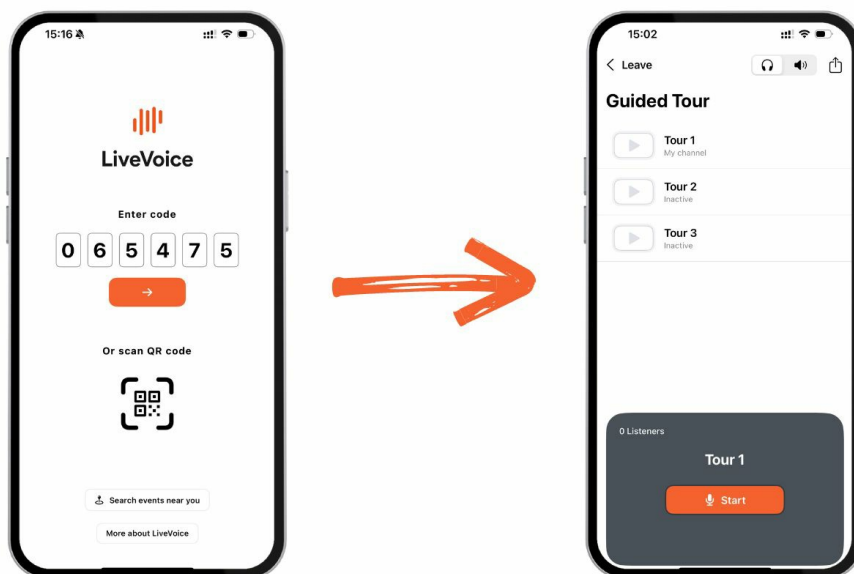 15:16
LiveVoice
Enter code
0 6 5 4 7 5
Or scan QR code
Search events near you
More about LiveVoice
15:02
Leave
Guided Tour
Tour 1
My channel
Tour 2
Inactive
Tour 3
Inactive
0 Listeners
Tour 1
Start